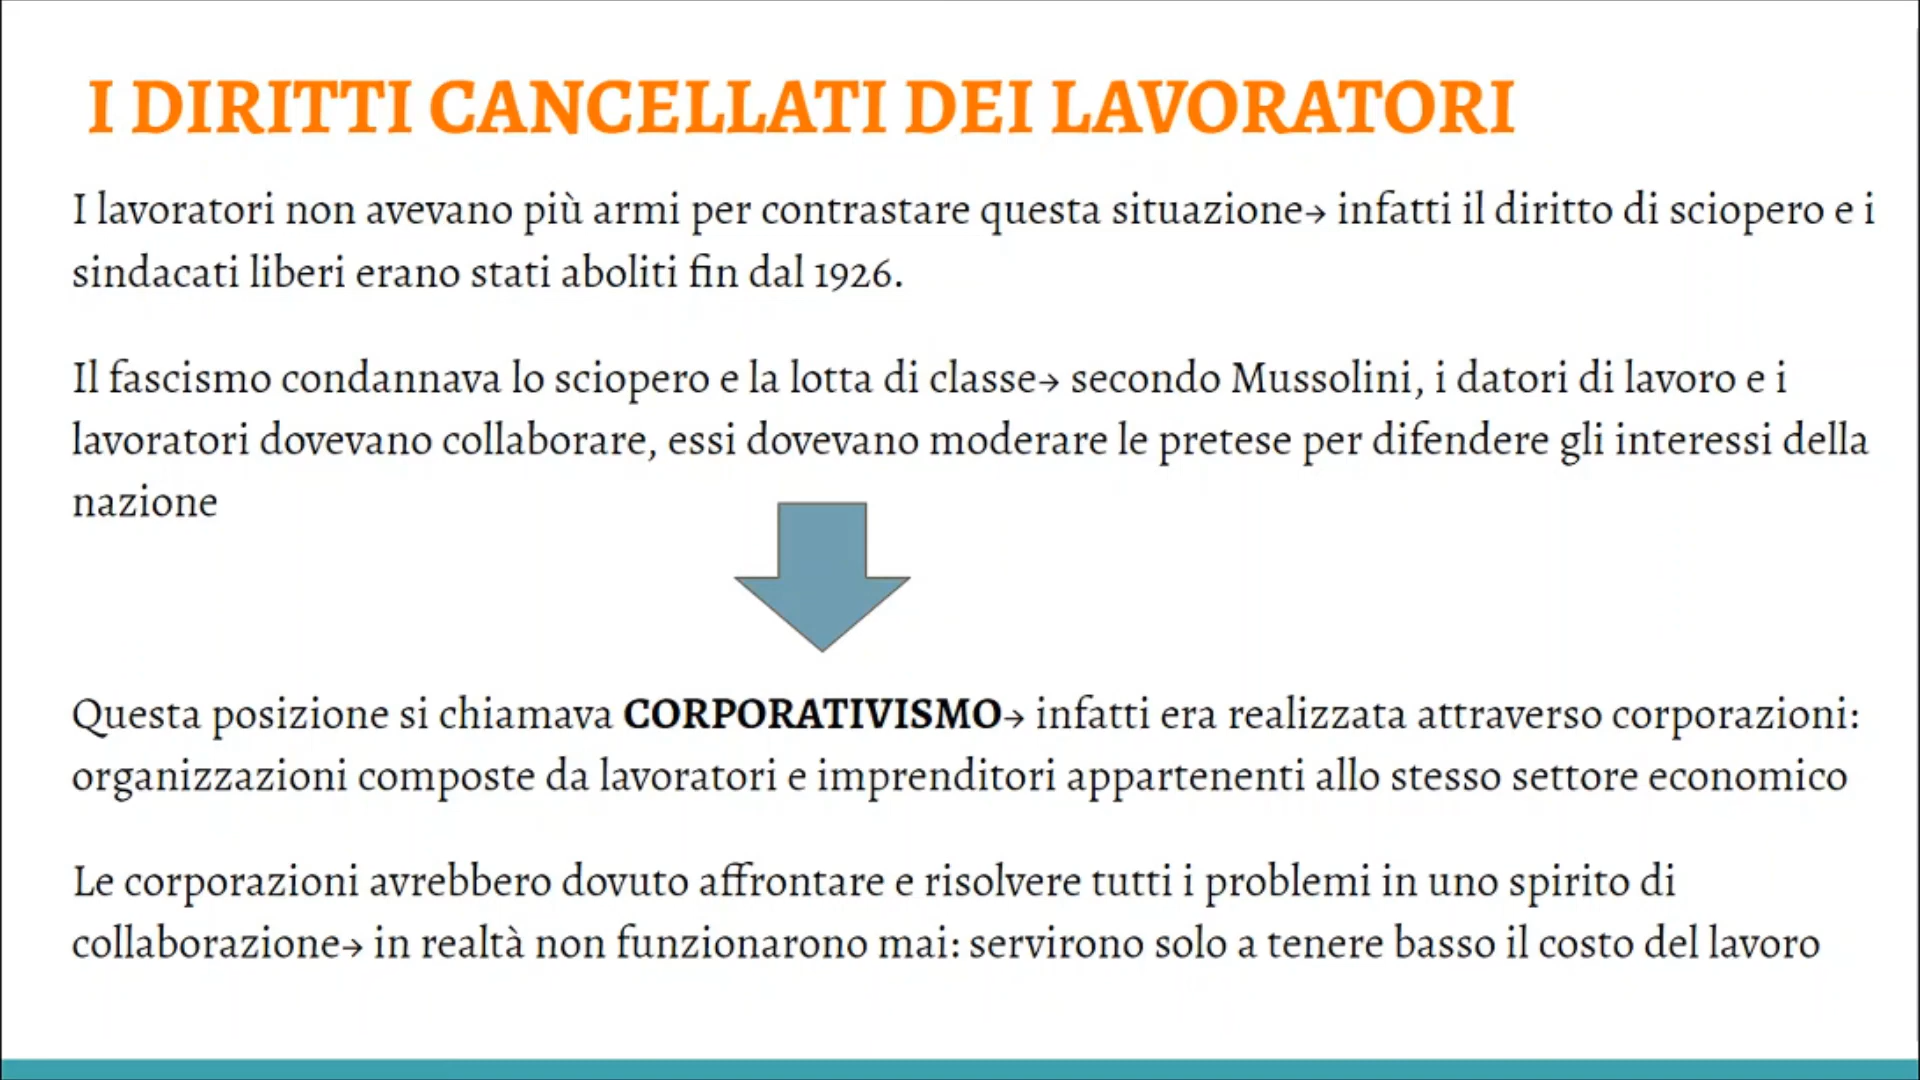 I DIRITTI CANCELLATI DEI LAVORATORI
I lavoratori non avevano più armi per contrastare questa situazione→ infatti il diritto di sciopero e i
sindacati liberi erano stati aboliti fin dal 1926.
Il fascismo condannava lo sciopero e la lotta di classe→ secondo Mussolini, i datori di lavoro e i
lavoratori dovevano collaborare, essi dovevano moderare le pretese per difendere gli interessi della
nazione
Questa posizione si chiamava CORPORATIVISMO→ infatti era realizzata attraverso corporazioni:
organizzazioni composte da lavoratori e imprenditori appartenenti allo stesso settore economico
Le corporazioni avrebbero dovuto affrontare e risolvere tutti i problemi in uno spirito di
collaborazione→ in realtà non funzionarono mai: servirono solo a tenere basso il costo del lavoro